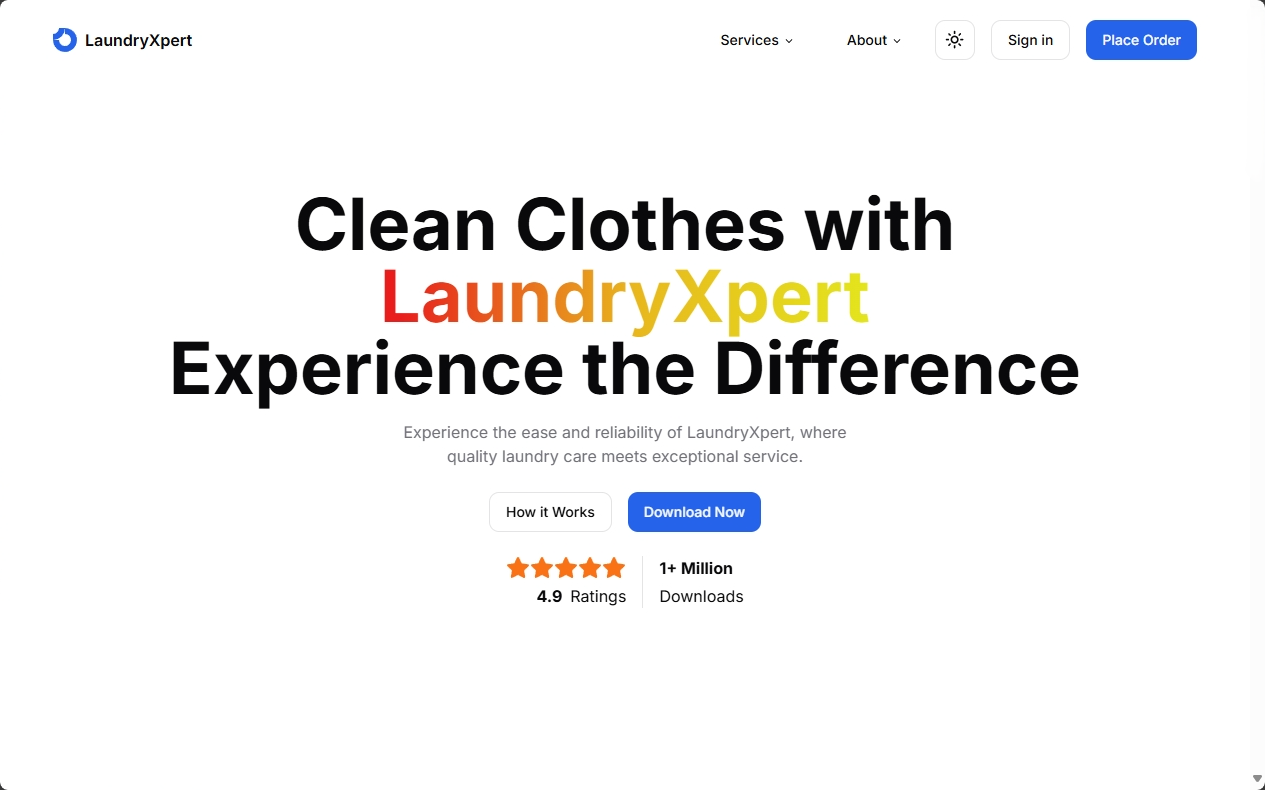 LaundryXpert
Services
About
Sign in
Place Order
Clean Clothes with
LaundryXpert
Experience the Difference
Experience the ease and reliability of LaundryXpert, where
quality laundry care meets exceptional service.
How it Works
Download Now
1+ Million
4.9 Ratings
Downloads